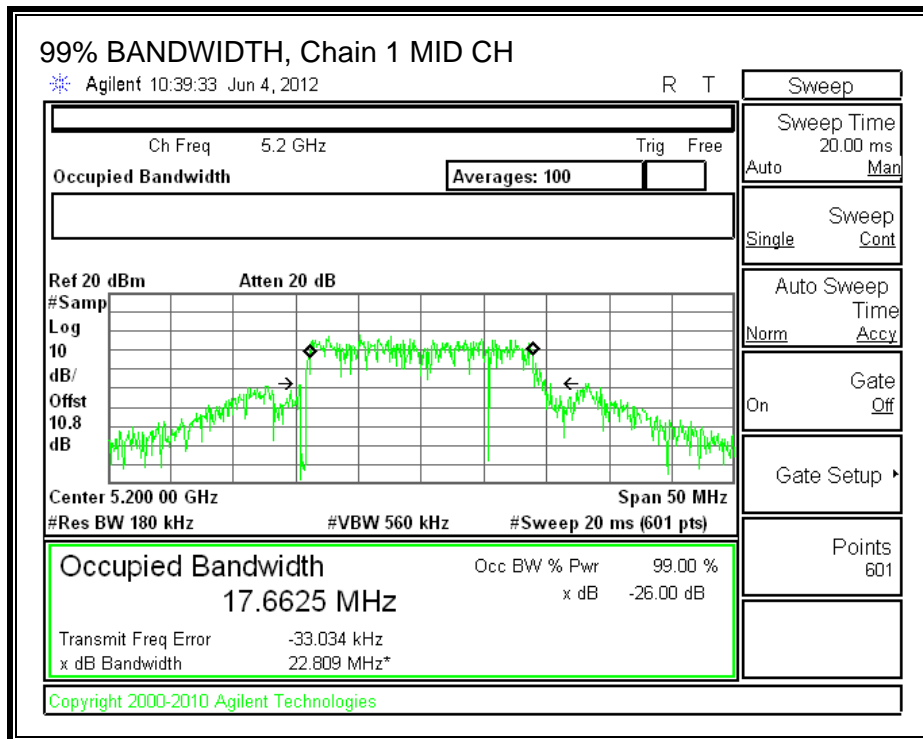 99% BANDWIDTH, Chain 1 MID CH
Agilent 10:39:33 Jun 4, 2012 R T
Sweep
Ch Freq 5.2 GHz Trig Free
Occupied Bandwidth Averages: 100
Sweep Time
20.00 ms
Auto Man
Sweep
Single Cont
Ref 20 dBm Atten 20 dB
#Samp
Log
10
dB/
Offst
10.8
dB
Auto Sweep
Time
Norm Accy
Gate
On Off
Gate Setup
Center 5.200 00 GHz Span 50 MHz
#Res BW 180 kHz #VBW 560 kHz #Sweep 20 ms (601 pts)
Points
601
Occupied Bandwidth Occ BW % Pwr 99.00 %
17.6625 MHz x dB -26.00 dB
Transmit Freq Error -33.034 kHz
x dB Bandwidth 22.809 MHz*
Copyright 2000-2010 Agilent Technologies